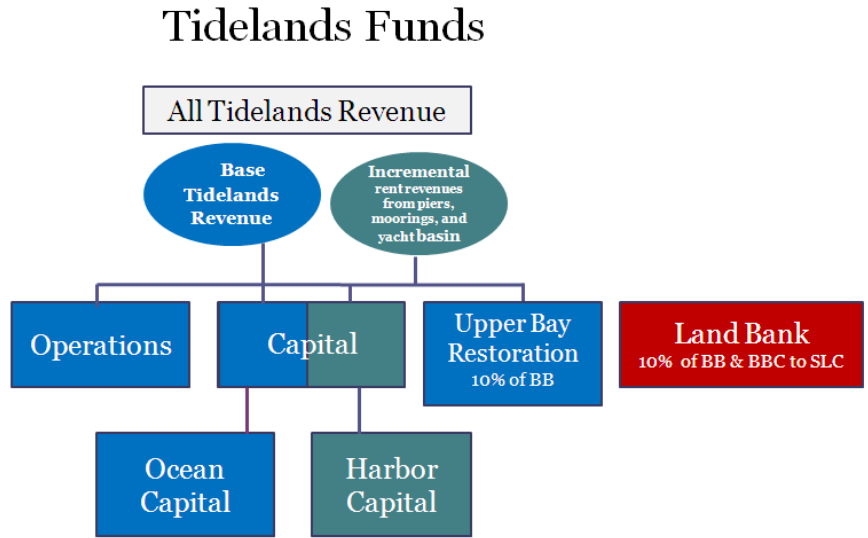 Tidelands Funds
All Tidelands Revenue
Base
Tidelands
Revenue
Incremental
rent revenues
from piers,
moorings, and
yacht basin
Operations
Capital
Upper Bay
Restoration
10% of BB
Land Bank
10% of BB & BBC to SLC
Ocean
Capital
Harbor
Capital